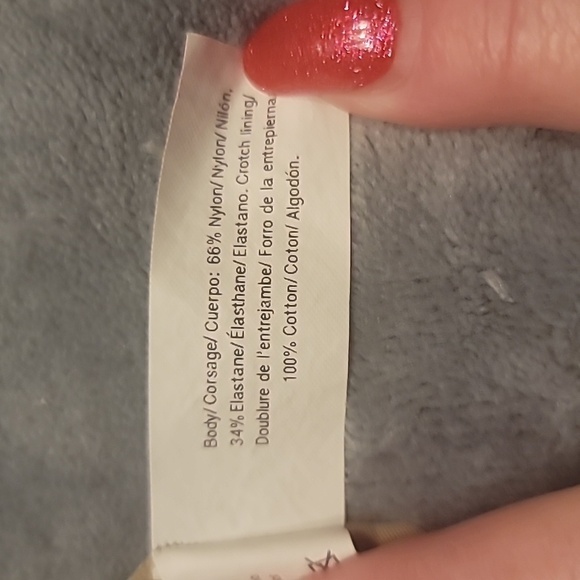 Body/ Corsage/ Cuerpo: 66% Nylon/ Nylon/ Nilón,
34% Elastane/ Élasthane/ Elastano. Crotch lining/
Doublure de l'entrejambe/ Forro de la entrepierna
100% Cotton/ Coton/ Algodón.